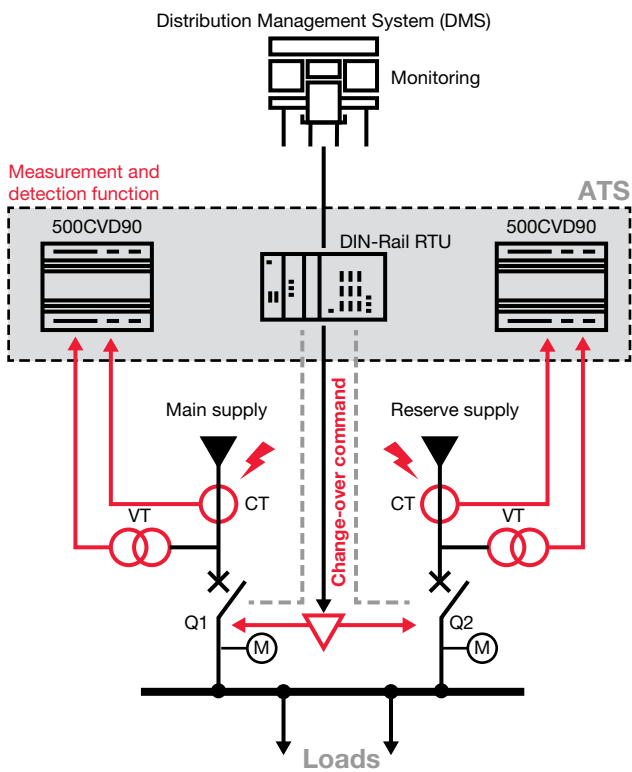 Distribution Management System (DMS)
Monitoring
Measurement and
detection function
ATS
500CVD90
DIN-Rail RTU
500CVD90
Main supply
Reserve supply
Change-over command
CT
CT
VT
VT
Q1
Q2
M
M
Loads